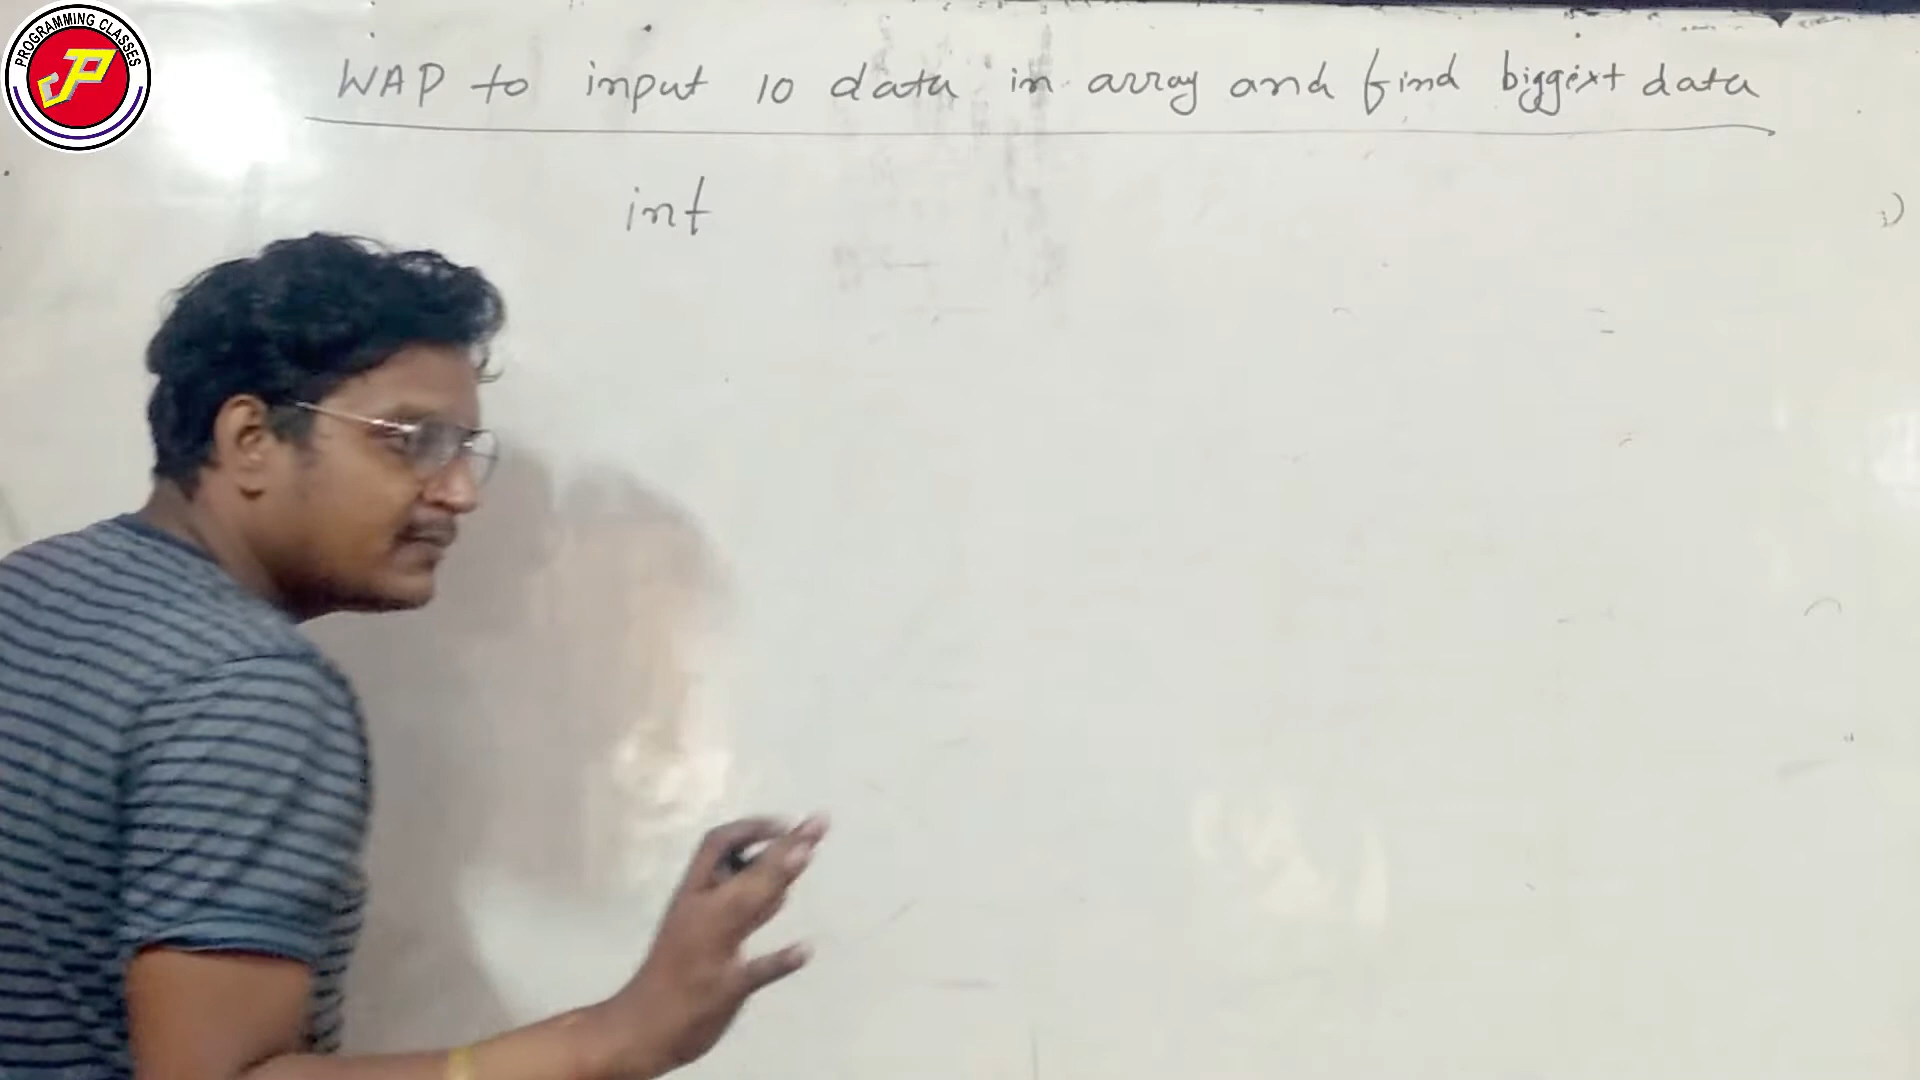 PROGRAMMING CLASSES
JP
WAP to input 10 data in array and find biggest data
int